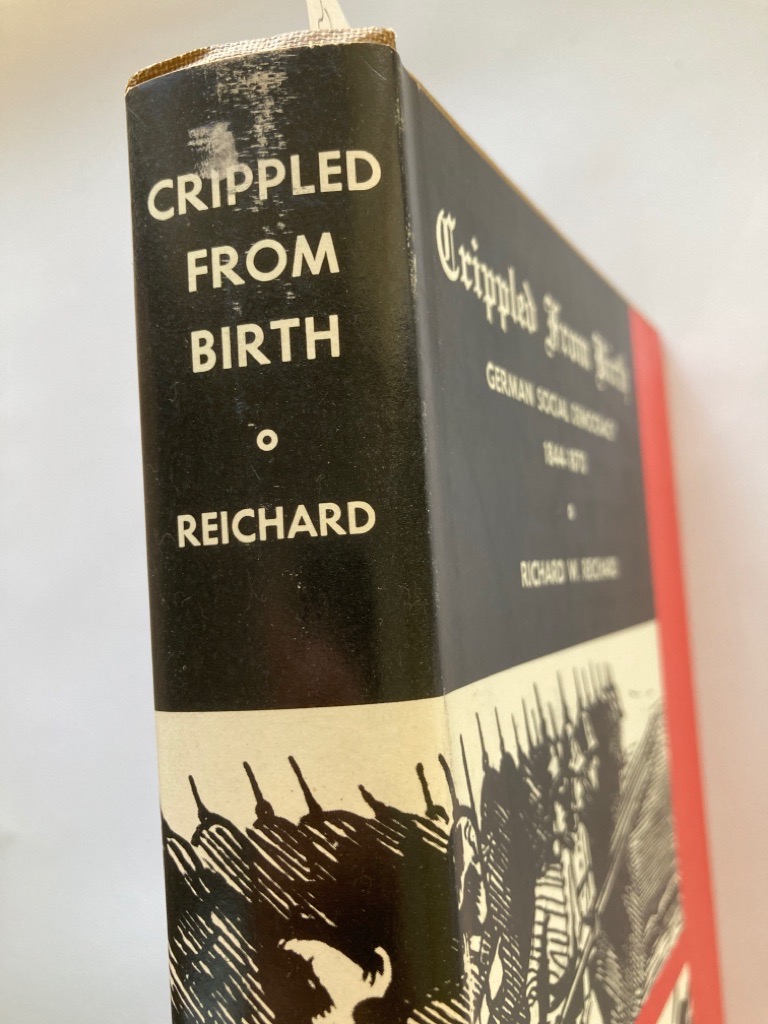 CRIPPLED
FROM
BIRTH
REICHARD
Crippled From Birth
GERMAN SOCIAL DEMOCRACY
1844-1870
RICHARD W. REICHARD